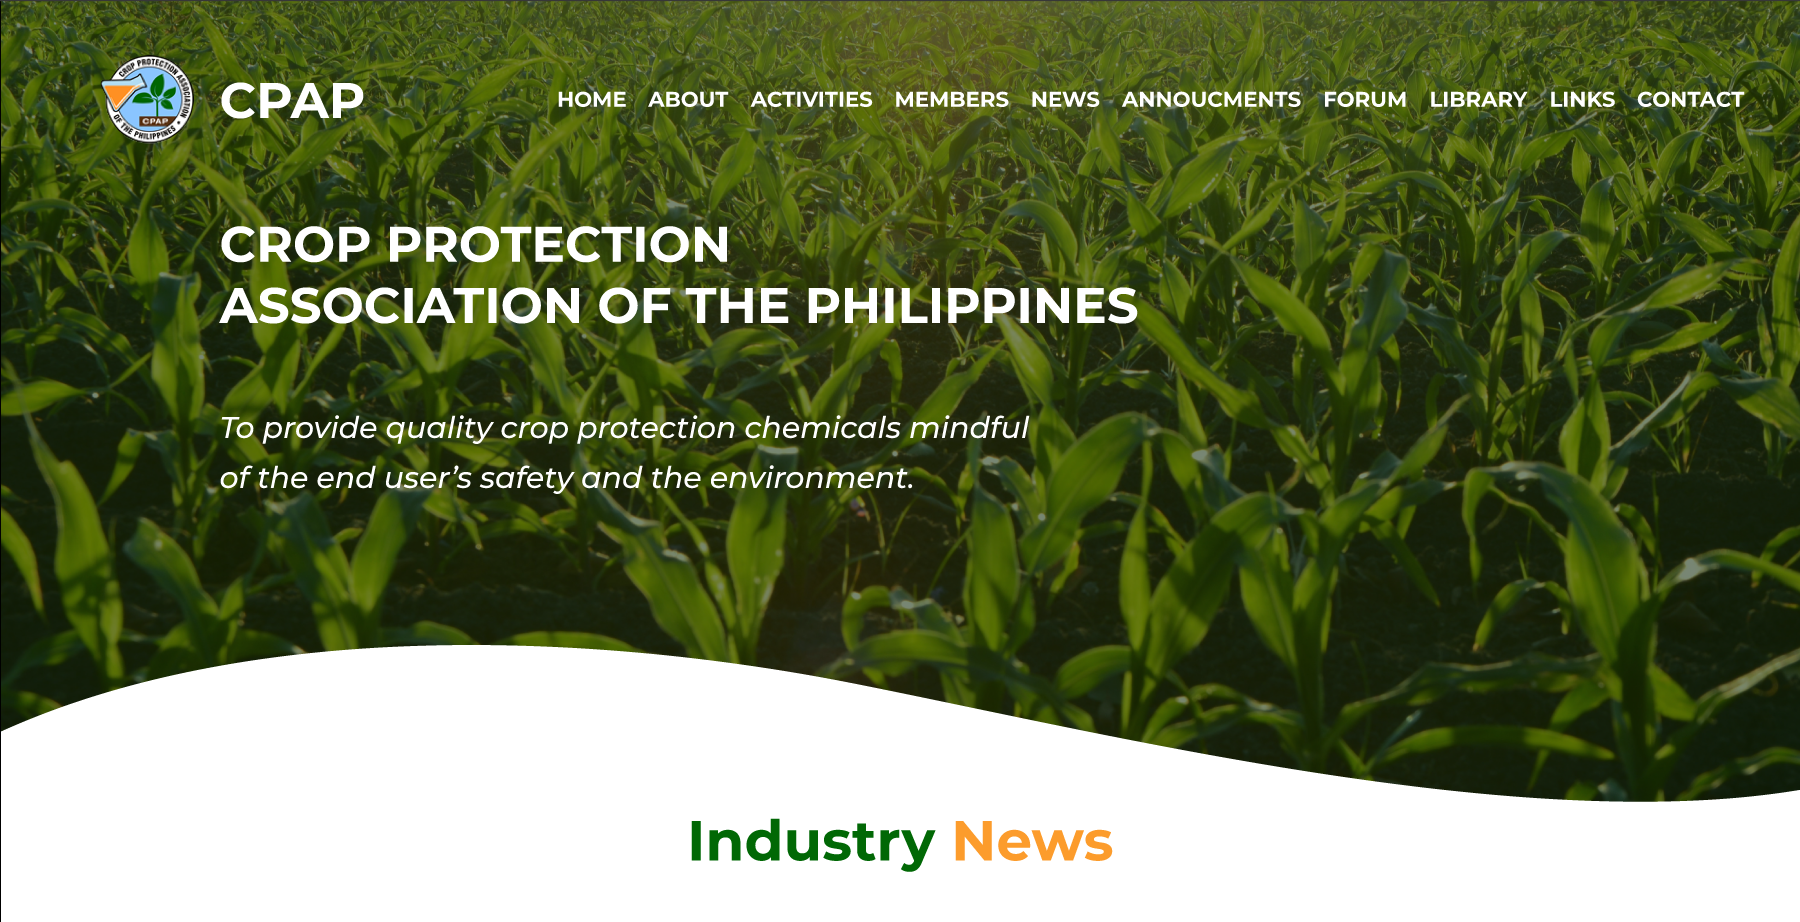 CROP PROTECTION ASSOCIATION
OF THE PHILIPPINES
CPAP
CPAP
HOME ABOUT ACTIVITIES MEMBERS NEWS ANNOUCMENTS FORUM LIBRARY LINKS CONTACT
CROP PROTECTION
ASSOCIATION OF THE PHILIPPINES
To provide quality crop protection chemicals mindful
of the end user’s safety and the environment.
Industry News